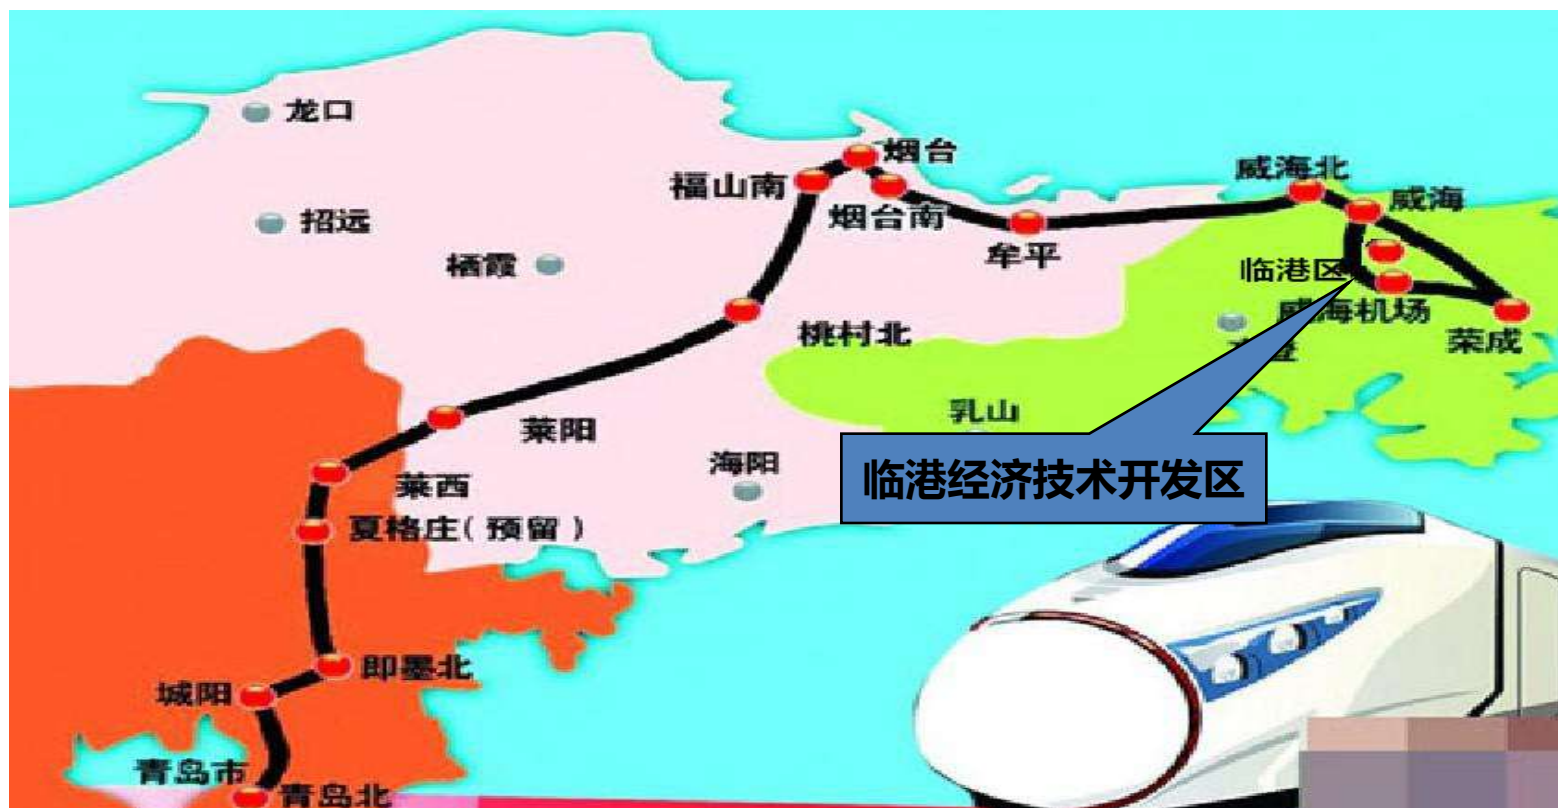 龙口
烟台
威海北
福山南
威海
招远
烟台南
牟平
栖霞
临港区
威海机场
桃村北
荣成
乳山
莱阳
海阳
临港经济技术开发区
莱西
夏格庄(预留)
即墨北
城阳
青岛市
青岛北